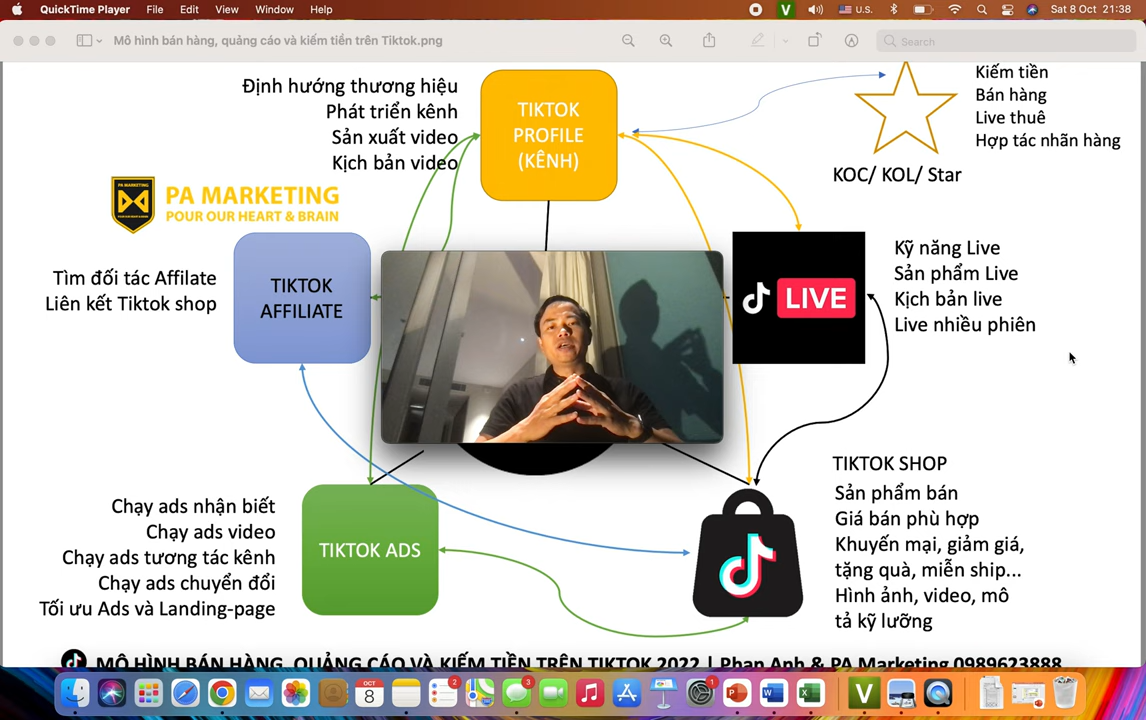 QuickTime Player File Edit View Window Help
V U.S. Sat 8 Oct 21:38
Mô hình bán hàng, quảng cáo và kiếm tiền trên Tiktok.png
Search
Định hướng thương hiệu
Phát triển kênh
Sản xuất video
Kịch bản video
TIKTOK
PROFILE
(KÊNH)
Kiếm tiền
Bán hàng
Live thuê
Hợp tác nhãn hàng
KOC/ KOL/ Star
PA MARKETING
PA MARKETING
POUR OUR HEART & BRAIN
Tìm đối tác Affilate
Liên kết Tiktok shop
TIKTOK
AFFILIATE
LIVE
Kỹ năng Live
Sản phẩm Live
Kịch bản live
Live nhiều phiên
Chạy ads nhận biết
Chạy ads video
Chạy ads tương tác kênh
Chạy ads chuyển đổi
Tối ưu Ads và Landing-page
TIKTOK ADS
TIKTOK SHOP
Sản phẩm bán
Giá bán phù hợp
Khuyến mại, giảm giá,
tặng quà, miễn ship...
Hình ảnh, video, mô
tả kỹ lưỡng
MÔ HÌNH BÁN HÀNG, QUẢNG CÁO VÀ KIẾM TIỀN TRÊN TIKTOK 2022 | Phan Anh & PA Marketing 0989623888
OCT
8
2
3
1
P
W
X
V